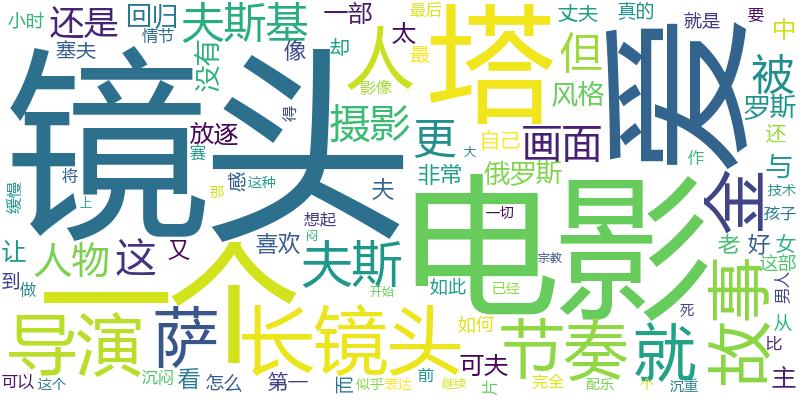 小时 还是 回归 夫斯基 一部 太 最后 丈夫 真的 要
塞夫 情节 没有 像 却 最 就是 中
镜头 人 塔 但 爱 被
影像 风格 罗斯
得 摄影 更 画面 自己 还
放逐 赛 感 这种 夫 非常 俄罗斯 作 与
缓慢 将 那 大 金 技术
上 想起 一切 孩子
让 人物 这 又 喜欢 闷 夫斯 电影 宗教 老 好 女
到 做 一个 开始 如此 已经 故事 这部
男人
导演 萨 长镜头 如何 节奏 就 死 从
比
可以 这个 沉闷 看 怎么 第一 而 似乎 表达 前 继续 可夫 片 完全 配乐 个 沉重 主